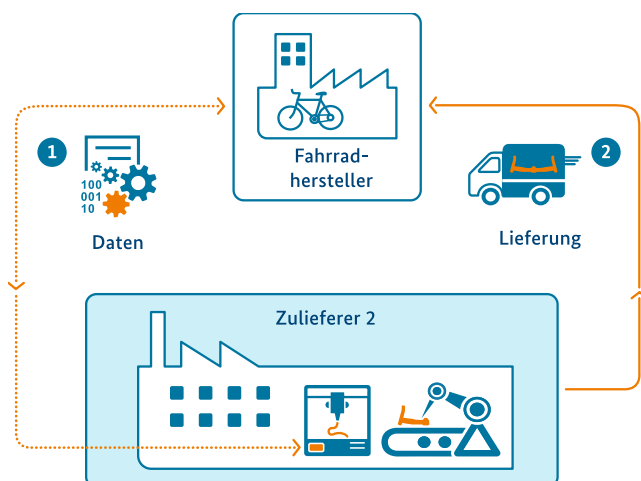 Fahrrad-
hersteller
1
100
001
10
Daten
2
Lieferung
Zulieferer 2